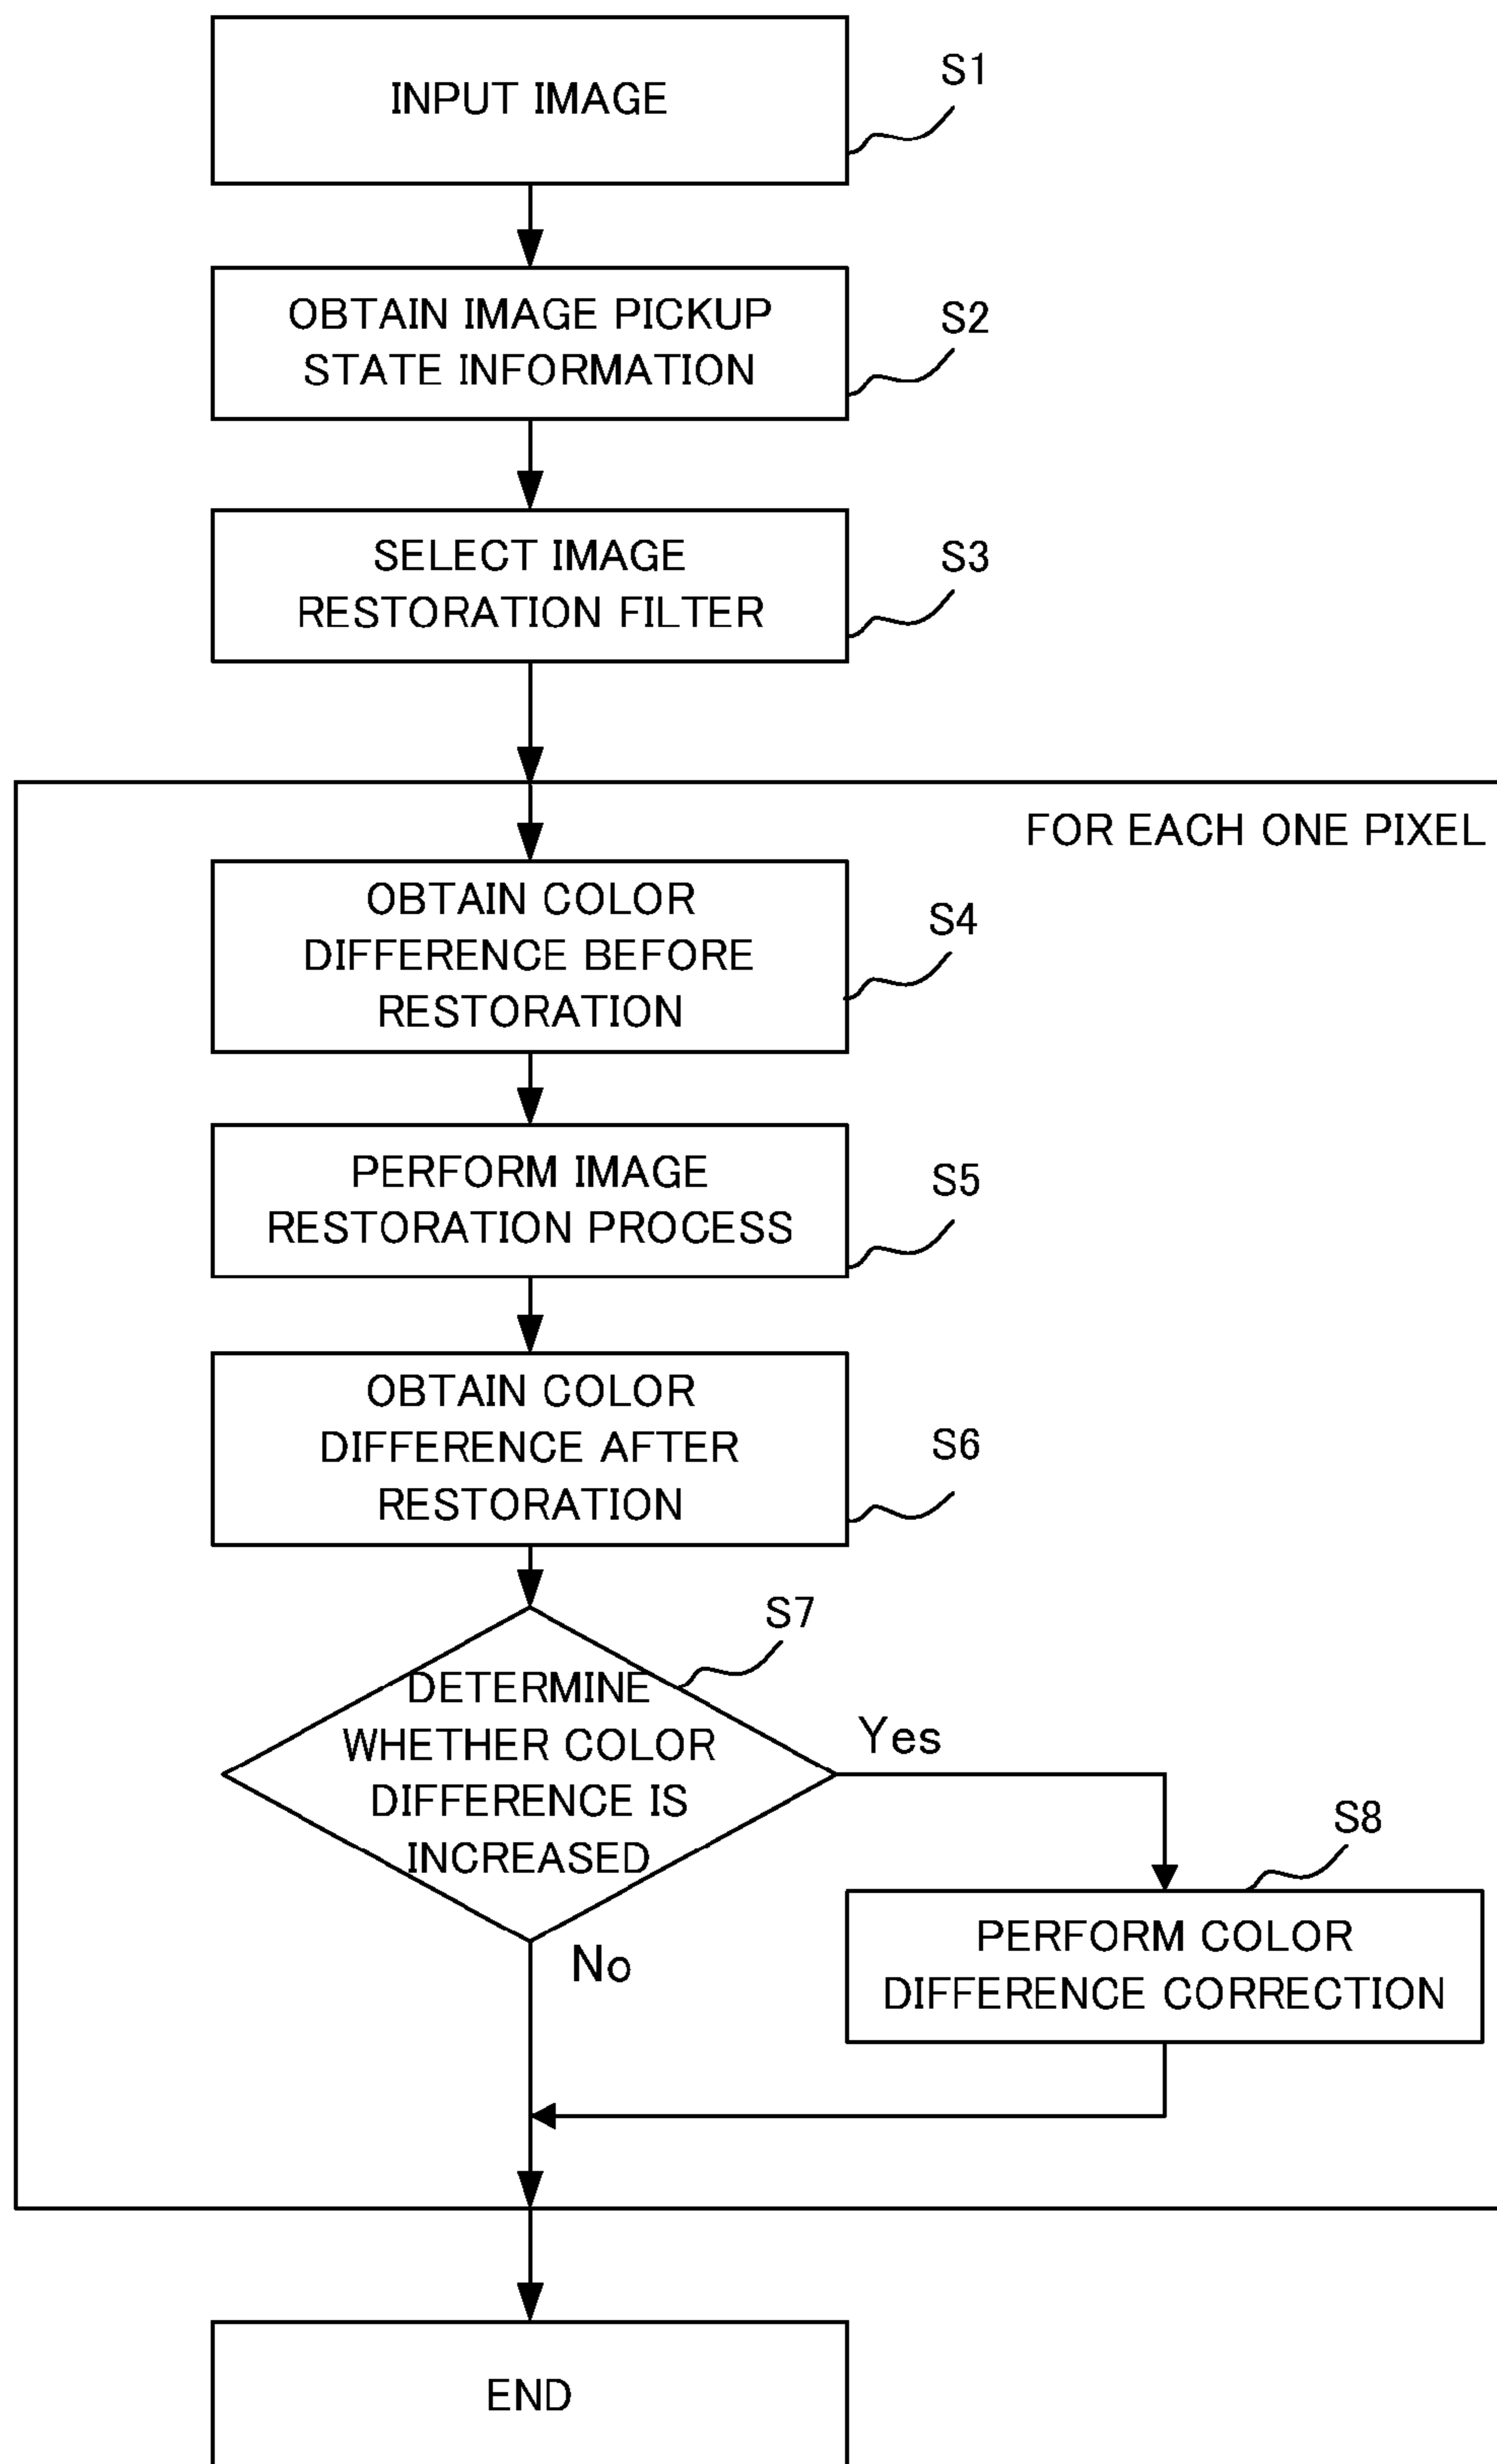 INPUT IMAGE
S1
OBTAIN IMAGE PICKUP
STATE INFORMATION
S2
SELECT IMAGE
RESTORATION FILTER
S3
FOR EACH ONE PIXEL
OBTAIN COLOR
DIFFERENCE BEFORE
RESTORATION
S4
PERFORM IMAGE
RESTORATION PROCESS
S5
OBTAIN COLOR
DIFFERENCE AFTER
RESTORATION
S6
S7
DETERMINE
WHETHER COLOR
DIFFERENCE IS
INCREASED
Yes
No
S8
PERFORM COLOR
DIFFERENCE CORRECTION
END